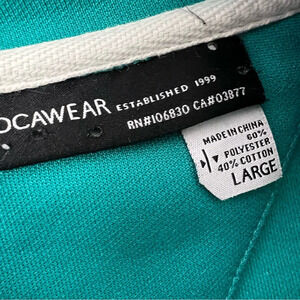 OCAWEAR ESTABLISHED 1999
RN#106830 CA#03877
MADE IN CHINA
60%
POLYESTER
40% COTTON
LARGE